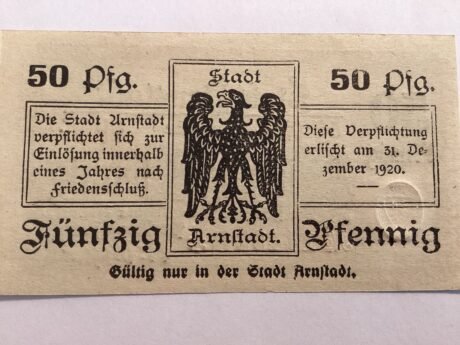 50 Pfg.
Stadt
50 Pfg.
Die Stadt Arnstadt
verpflichtet sich zur
Einlösung innerhalb
eines Jahres nach
Friedensschluß.
Diese Verpflichtung
erlischt am 31. De-
zember 1920.
Fünfzig
Arnstadt.
Pfennig
Gültig nur in der Stadt Arnstadt.